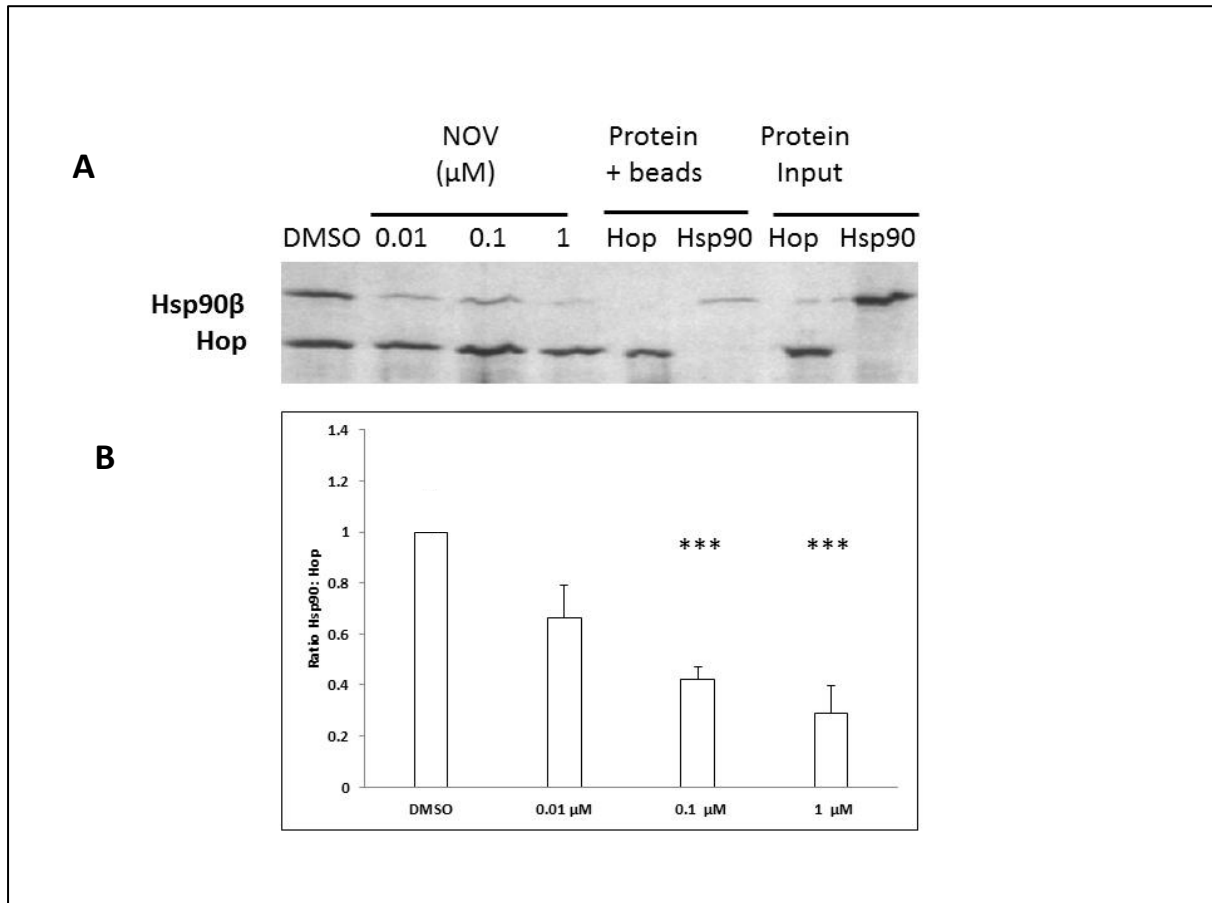 A
NOV
(µM)
Protein
+ beads
Protein
Input
DMSO 0.01 0.1 1 Hop Hsp90 Hop Hsp90
Hsp90β
Hop
B
Ratio Hsp90: Hop
1.4
1.2
1
0.8
0.6
0.4
0.2
0
*** ***
DMSO 0.01 µM 0.1 µM 1 µM